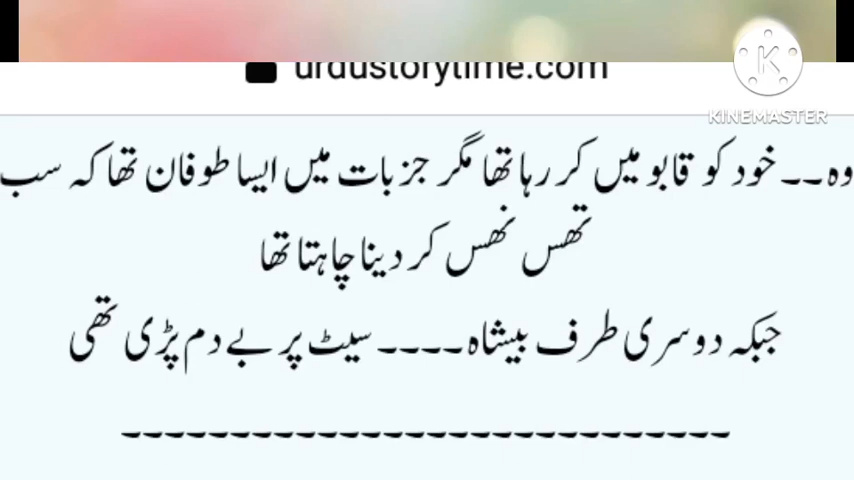 urdustorytime.com
KINEMASTER
وہ۔۔خود کو قابو میں کر رہا تھا مگر جزبات میں ایسا طوفان تھا کہ سب
تھس نھس کر دینا چاہتا تھا
جبکہ دوسری طرف بیشاہ۔۔۔۔سیٹ پر بے دم پڑی تھی
۔۔۔۔۔۔۔۔۔۔۔۔۔۔۔۔۔۔۔۔۔۔۔۔۔۔۔۔